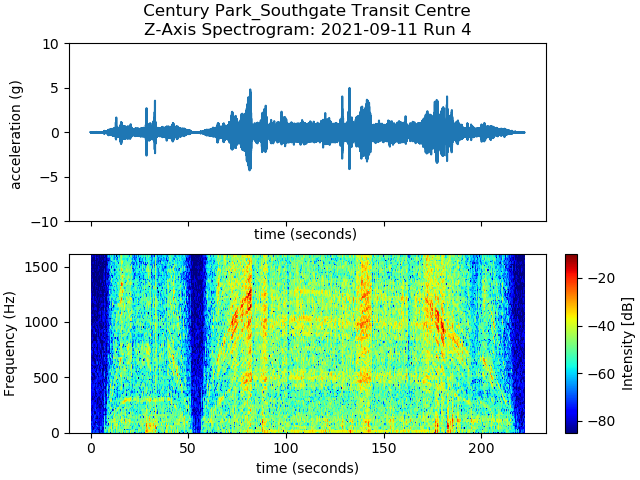 Century Park_Southgate Transit Centre
Z-Axis Spectrogram: 2021-09-11 Run 4
10
5
0
−5
−10
acceleration (g)
time (seconds)
1500
1000
500
0
Frequency (Hz)
0
50
100
150
200
time (seconds)
−20
−40
−60
−80
Intensity [dB]